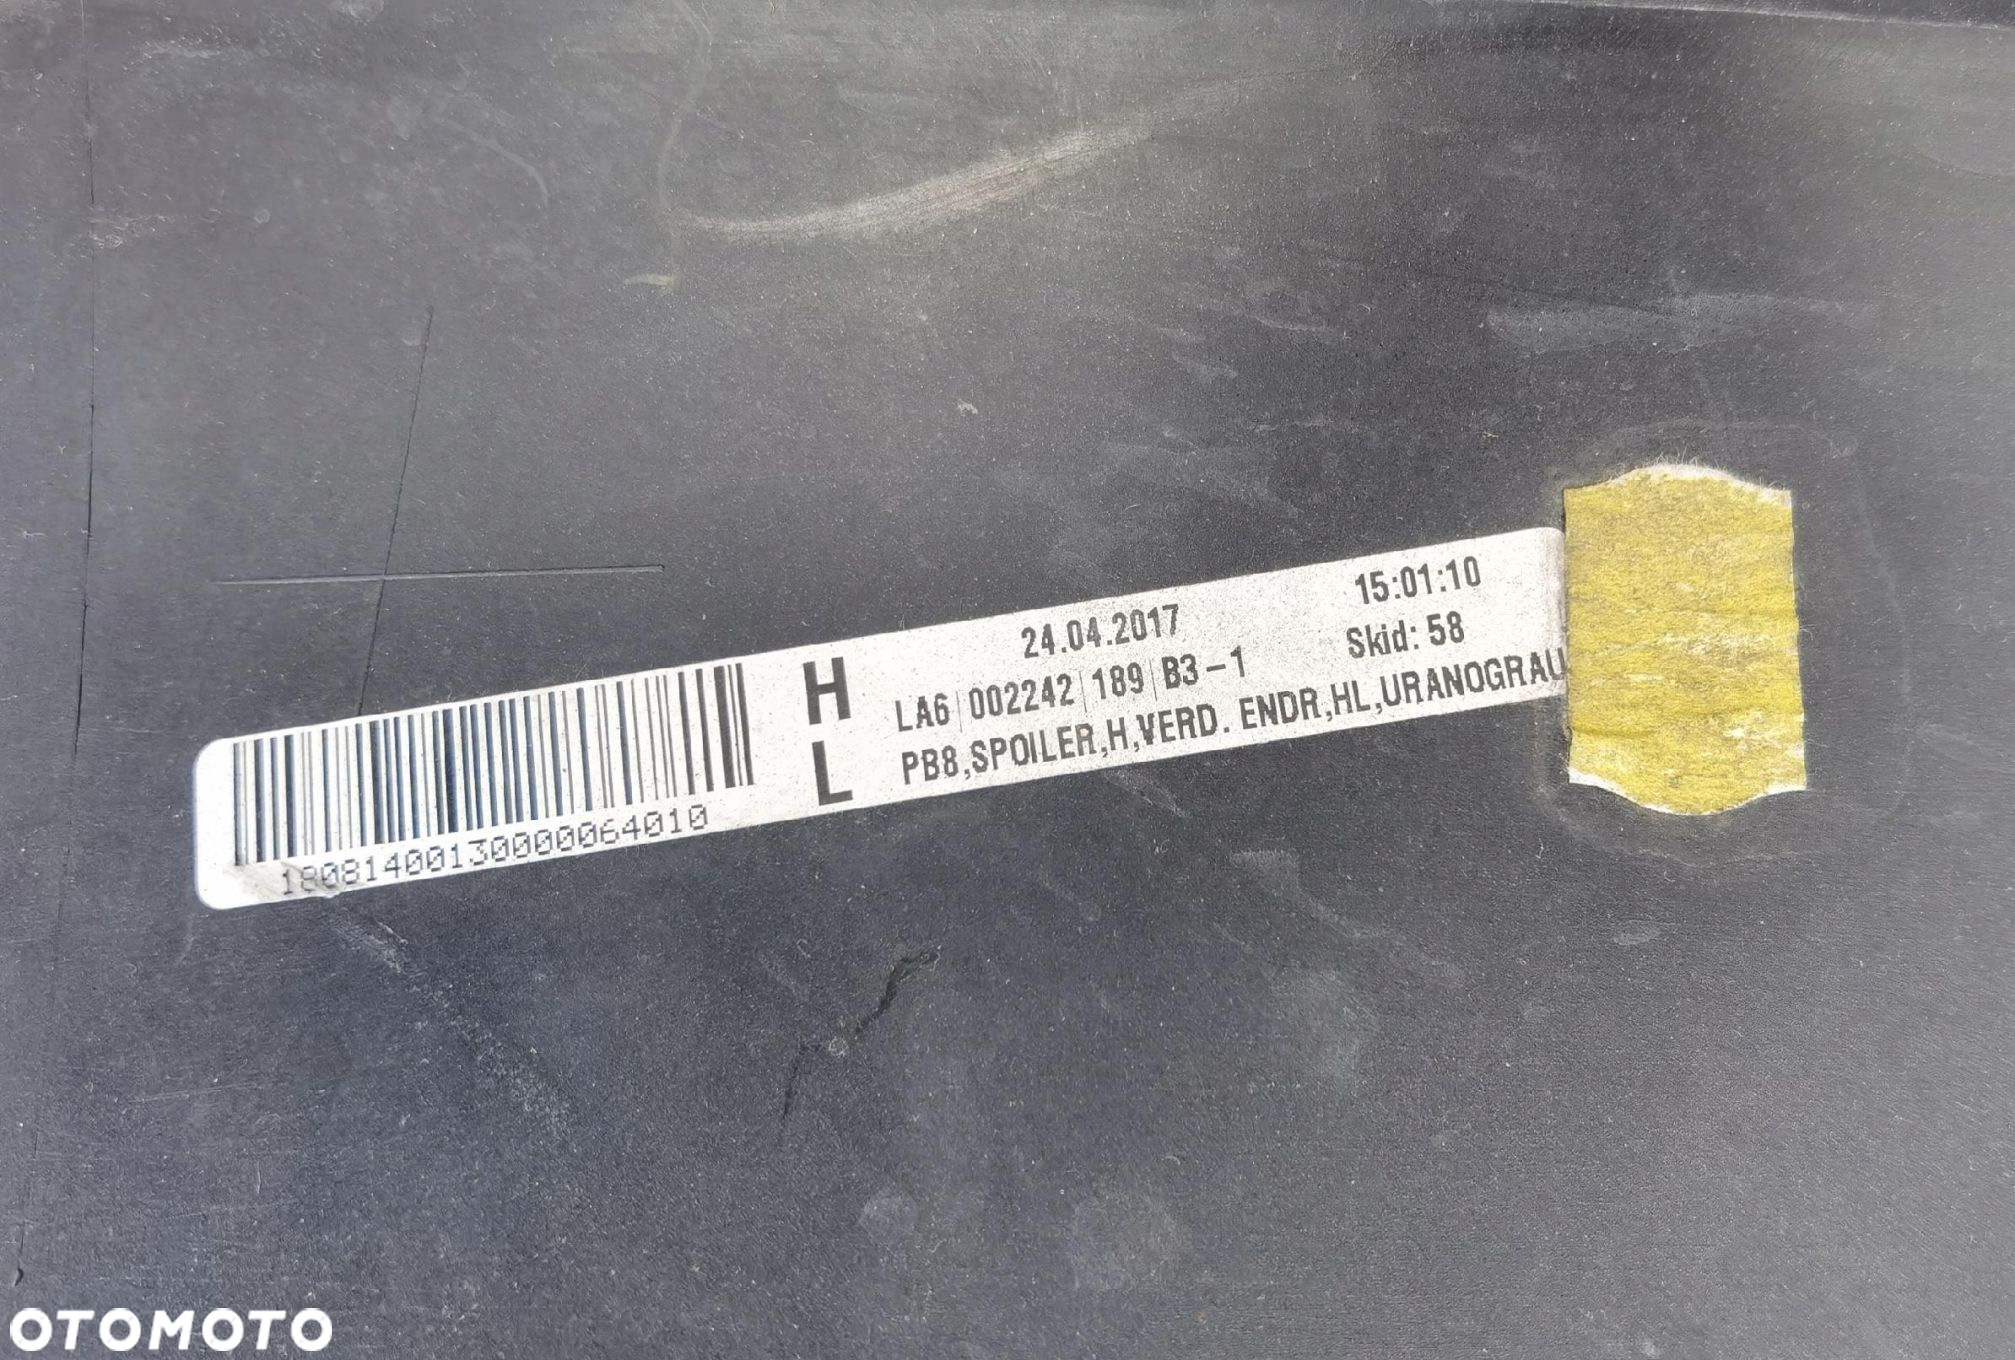 24.04.2017 15:01:10
H LA6|002242|189|B3-1 Skid: 58
L PB8,SPOILER,H,VERD. ENDR,HL,URANOGRAU
18081400130000064010
OTOMOTO